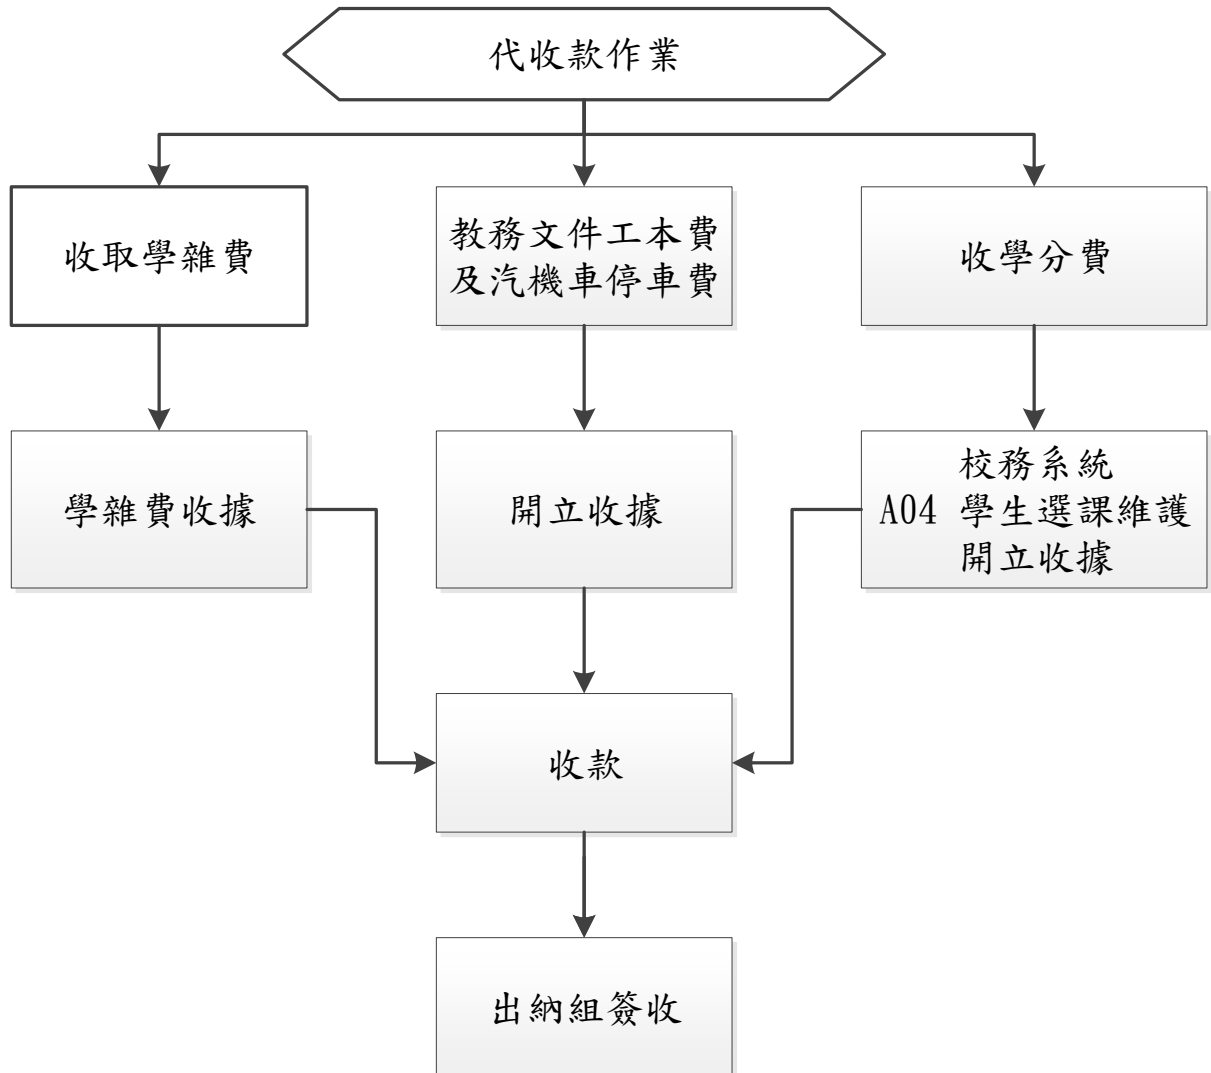 代收款作業
收取學雜費
教務文件工本費
及汽機車停車費
收學分費
學雜費收據
開立收據
校務系統
A04 學生選課維護
開立收據
收款
出納組簽收